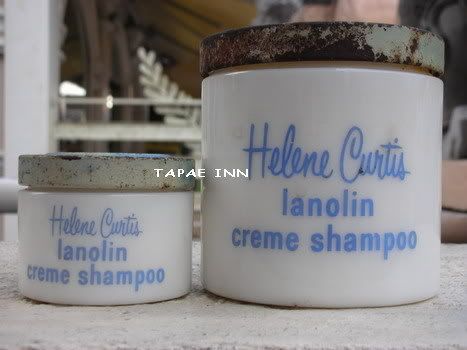 Helene Curtis
lanolin
creme shampoo
TAPAE INN
Helene Curtis
lanolin
creme shampoo